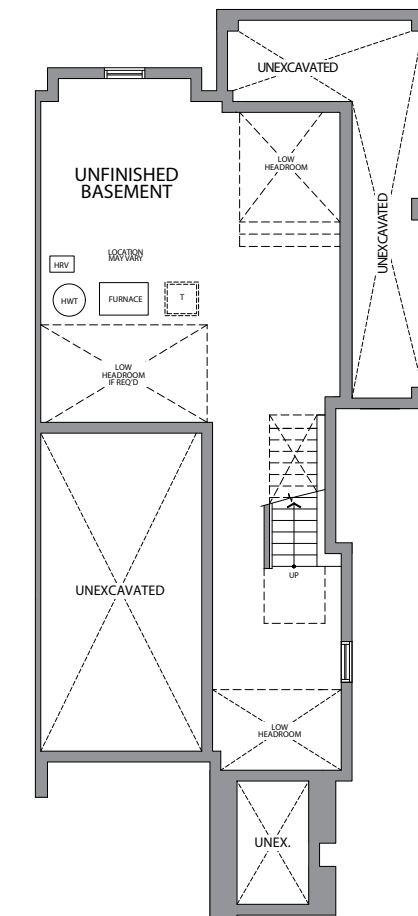 UNEXCAVATED
UNFINISHED
BASEMENT
LOW
HEADROOM
UNEXCAVATED
LOCATION
MAY VARY
HRV
HWT
FURNACE
T
LOW
HEADROOM
IF REQ'D
UNEXCAVATED
UP
LOW
HEADROOM
UNEX.